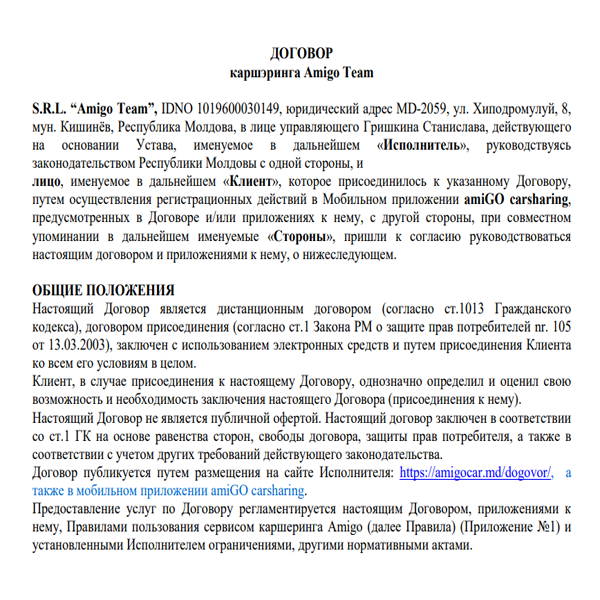 ДОГОВОР
каршэринга Amigo Team
S.R.L. “Amigo Team”, IDNO 1019600030149, юридический адрес MD-2059, ул. Хиподромулуй, 8,
мун. Кишинёв, Республика Молдова, в лице управляющего Гришкина Станислава, действующего
на основании Устава, именуемое в дальнейшем «Исполнитель», руководствуясь
законодательством Республики Молдовы с одной стороны, и
лицо, именуемое в дальнейшем «Клиент», которое присоединилось к указанному Договору,
путем осуществления регистрационных действий в Мобильном приложении amiGO carsharing,
предусмотренных в Договоре и/или приложениях к нему, с другой стороны, при совместном
упоминании в дальнейшем именуемые «Стороны», пришли к согласию руководствоваться
настоящим договором и приложениями к нему, о нижеследующем.
ОБЩИЕ ПОЛОЖЕНИЯ
Настоящий Договор является дистанционным договором (согласно ст.1013 Гражданского
кодекса), договором присоединения (согласно ст.1 Закона РМ о защите прав потребителей nr. 105
от 13.03.2003), заключен с использованием электронных средств и путем присоединения Клиента
ко всем его условиям в целом.
Клиент, в случае присоединения к настоящему Договору, однозначно определил и оценил свою
возможность и необходимость заключения настоящего Договора (присоединения к нему).
Настоящий Договор не является публичной офертой. Настоящий договор заключен в соответствии
со ст.1 ГК на основе равенства сторон, свободы договора, защиты прав потребителя, а также в
соответствии с учетом других требований действующего законодательства.
Договор публикуется путем размещения на сайте Исполнителя: https://amigocar.md/dogovor/, а
также в мобильном приложении amiGO carsharing.
Предоставление услуг по Договору регламентируется настоящим Договором, приложениями к
нему, Правилами пользования сервисом каршеринга Amigo (далее Правила) (Приложение №1) и
установленными Исполнителем ограничениями, другими нормативными актами.